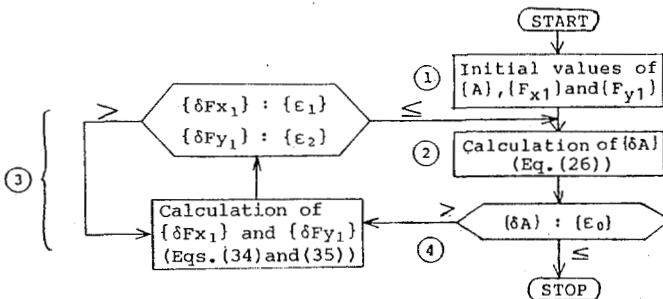 START
① Initial values of
{A},{Fx1}and{Fy1}
② Calculation of{δA}
(Eq.(26))
{δA} : {ε0}
≤
STOP
≥
④
Calculation of
{δFx1} and {δFy1}
(Eqs.(34)and(35))
③
>
{δFx1} : {ε1}
{δFy1} : {ε2}
≤